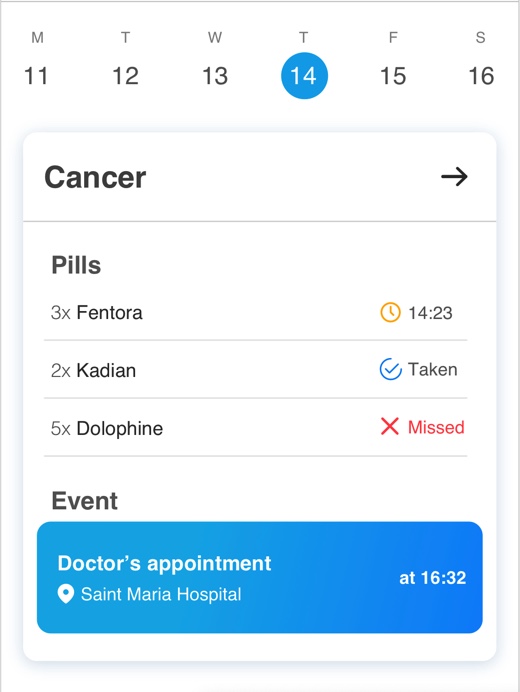 M T W T F S
11 12 13 14 15 16
Cancer
Pills
3x Fentora 14:23
2x Kadian Taken
5x Dolophine Missed
Event
Doctor’s appointment
at 16:32
Saint Maria Hospital